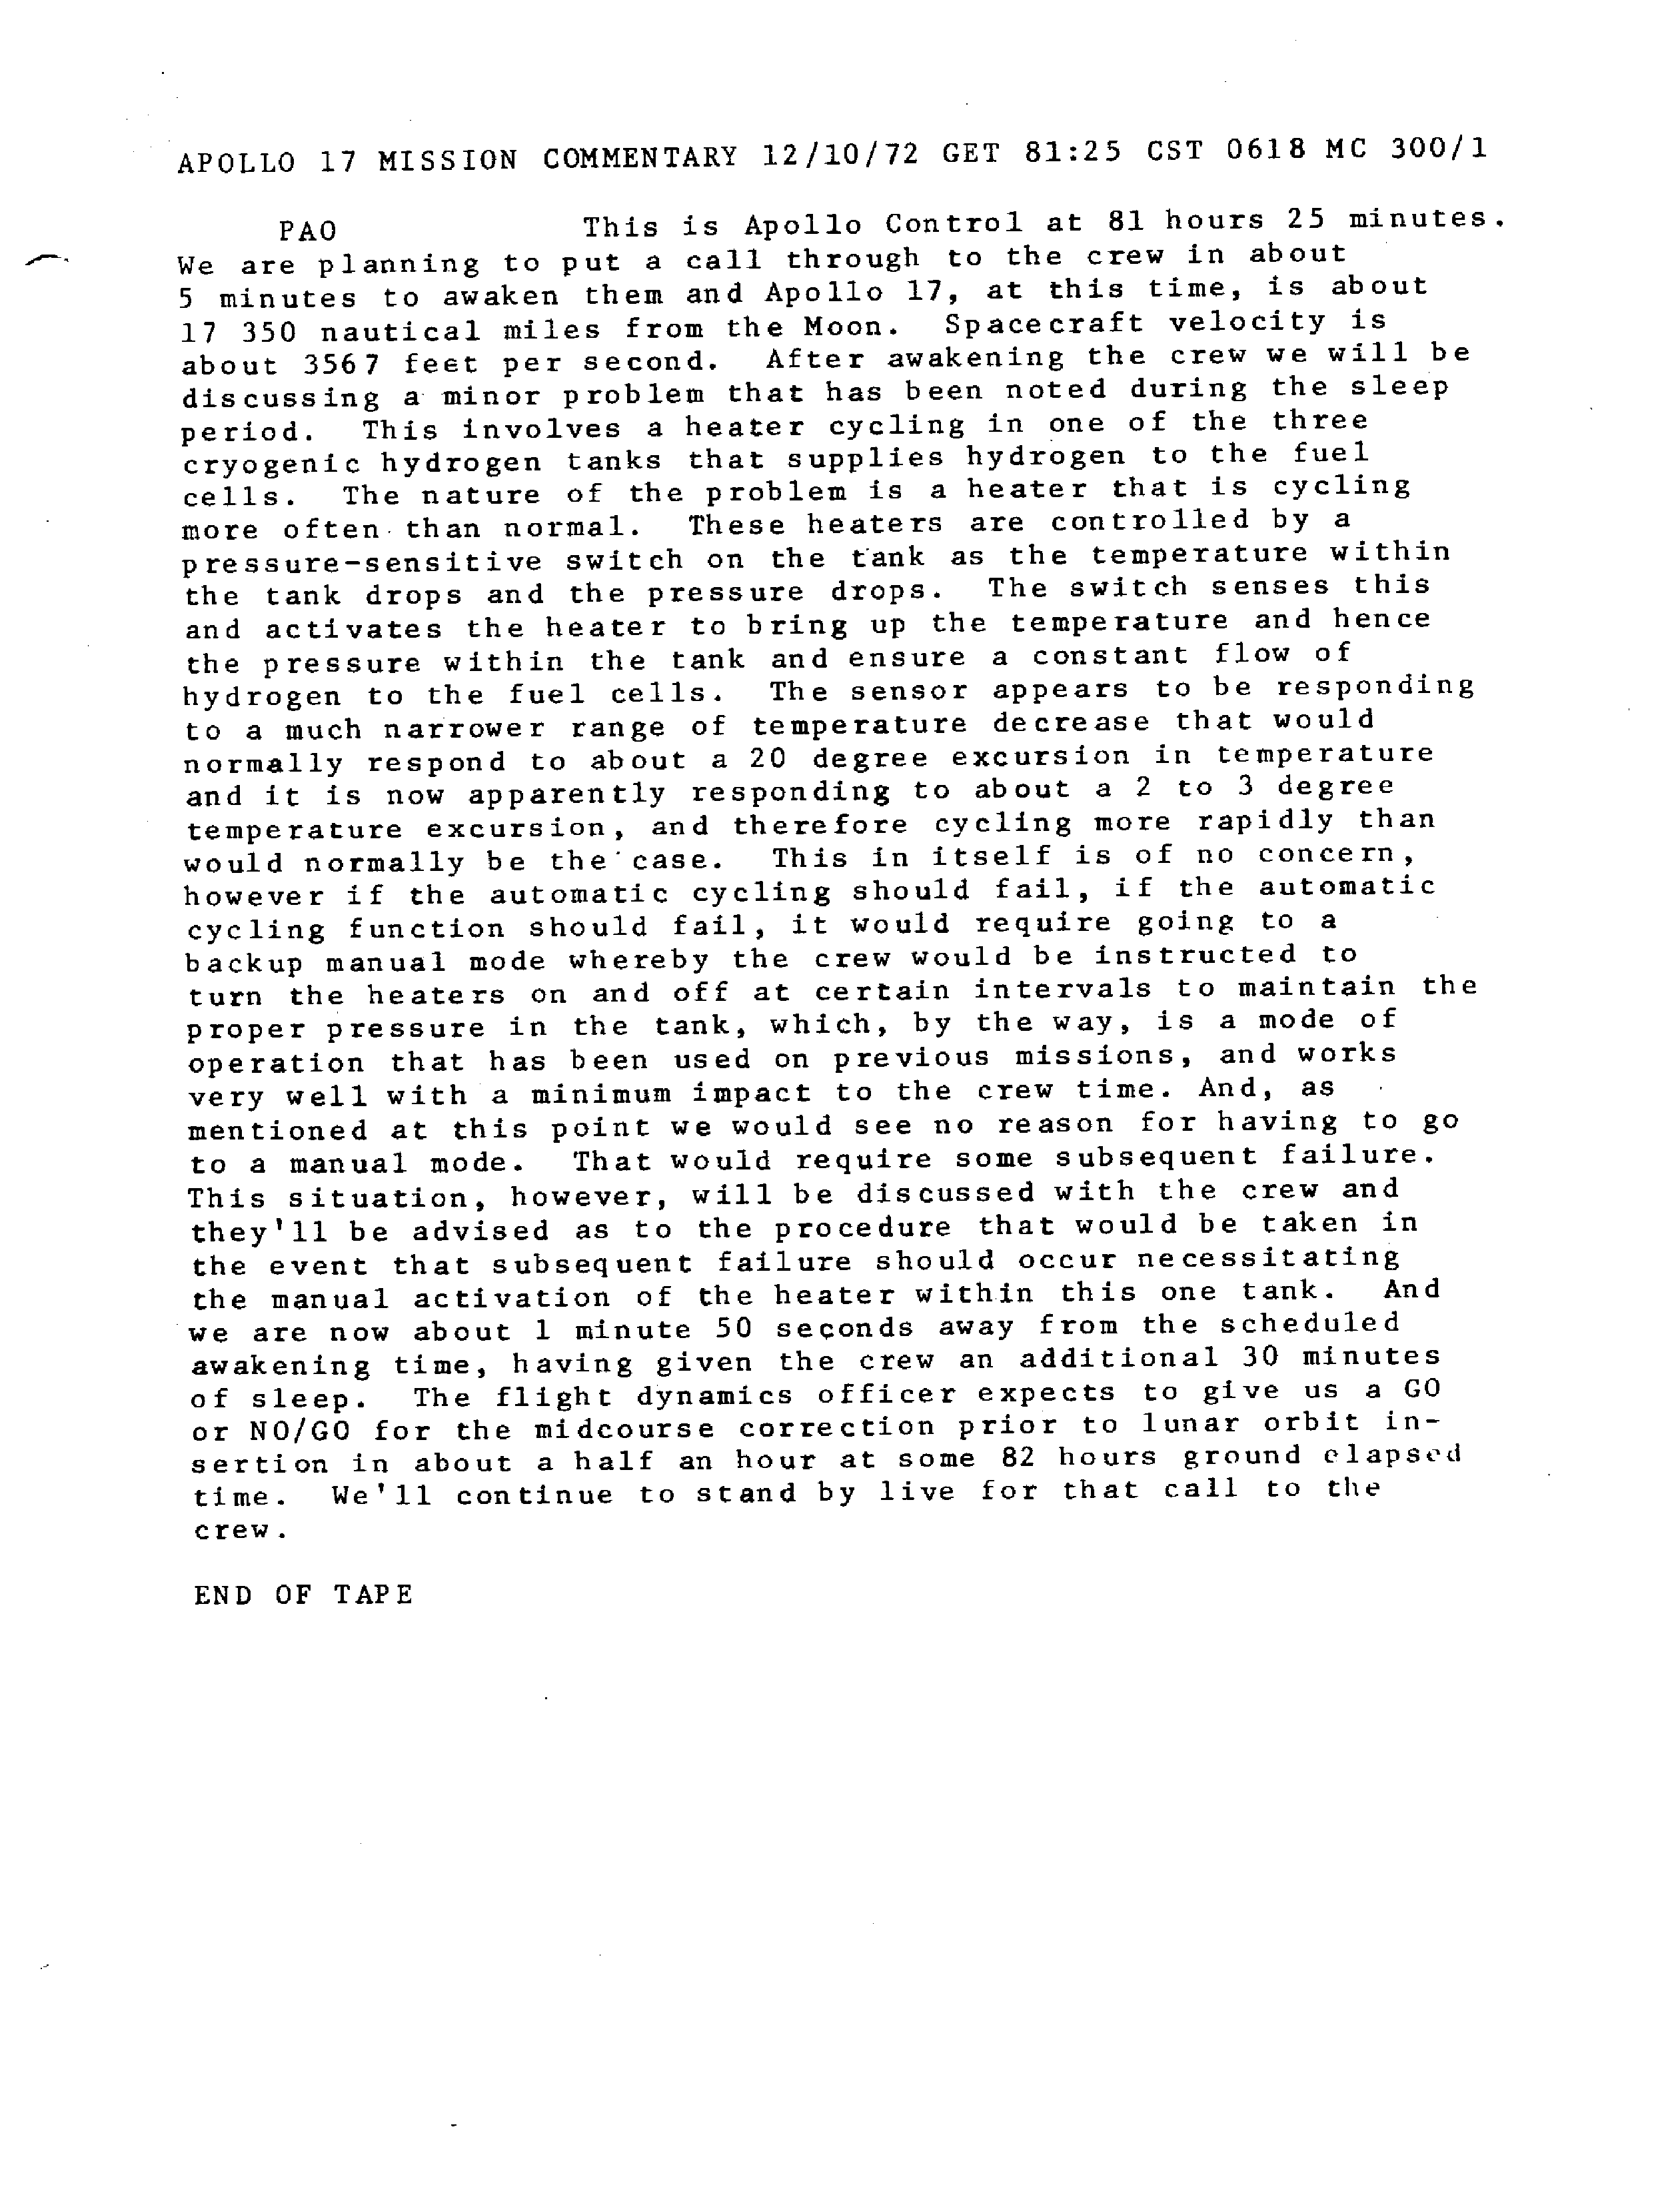 APOLLO 17 MISSION COMMENTARY 12/10/72 GET 81:25 CST 0618 MC 300/1
PAO This is Apollo Control at 81 hours 25 minutes.
We are planning to put a call through to the crew in about
5 minutes to awaken them and Apollo 17, at this time, is about
17 350 nautical miles from the Moon. Spacecraft velocity is
about 3567 feet per second. After awakening the crew we will be
discussing a minor problem that has been noted during the sleep
period. This involves a heater cycling in one of the three
cryogenic hydrogen tanks that supplies hydrogen to the fuel
cells. The nature of the problem is a heater that is cycling
more often than normal. These heaters are controlled by a
pressure-sensitive switch on the tank as the temperature within
the tank drops and the pressure drops. The switch senses this
and activates the heater to bring up the temperature and hence
the pressure within the tank and ensure a constant flow of
hydrogen to the fuel cells. The sensor appears to be responding
to a much narrower range of temperature decrease that would
normally respond to about a 20 degree excursion in temperature
and it is now apparently responding to about a 2 to 3 degree
temperature excursion, and therefore cycling more rapidly than
would normally be the case. This in itself is of no concern,
however if the automatic cycling should fail, if the automatic
cycling function should fail, it would require going to a
backup manual mode whereby the crew would be instructed to
turn the heaters on and off at certain intervals to maintain the
proper pressure in the tank, which, by the way, is a mode of
operation that has been used on previous missions, and works
very well with a minimum impact to the crew time. And, as
mentioned at this point we would see no reason for having to go
to a manual mode. That would require some subsequent failure.
This situation, however, will be discussed with the crew and
they'll be advised as to the procedure that would be taken in
the event that subsequent failure should occur necessitating
the manual activation of the heater within this one tank. And
we are now about 1 minute 50 seconds away from the scheduled
awakening time, having given the crew an additional 30 minutes
of sleep. The flight dynamics officer expects to give us a GO
or NO/GO for the midcourse correction prior to lunar orbit in-
sertion in about a half an hour at some 82 hours ground elapsed
time. We'll continue to stand by live for that call to the
crew.
END OF TAPE